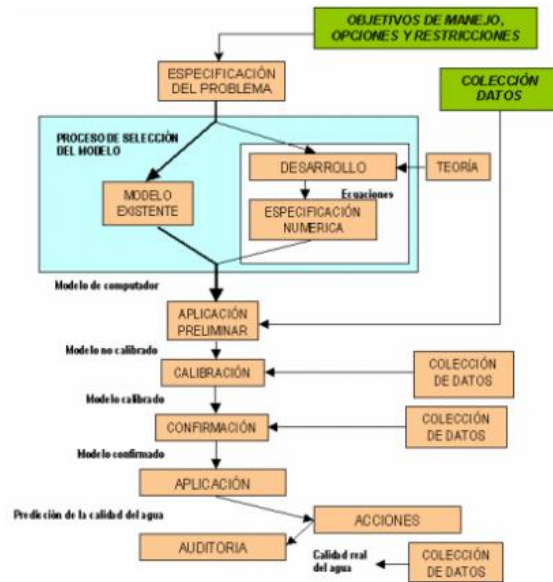 OBJETIVOS DE MANEJO,
OPCIONES Y RESTRICCIONES
ESPECIFICACIÓN
DEL PROBLEMA
COLECCIÓN
DATOS
PROCESO DE SELECCIÓN
DEL MODELO
DESARROLLO
TEORÍA
MODELO
EXISTENTE
Ecuaciones
ESPECIFICACIÓN
NUMERICA
Modelo de computador
APLICACIÓN
PRELIMINAR
Modelo no calibrado
CALIBRACIÓN
COLECCIÓN
DE DATOS
Modelo calibrado
CONFIRMACIÓN
COLECCIÓN
DE DATOS
Modelo confirmado
APLICACIÓN
Predicción de la calidad del agua
ACCIONES
AUDITORIA
Calidad real
del agua
COLECCIÓN
DE DATOS